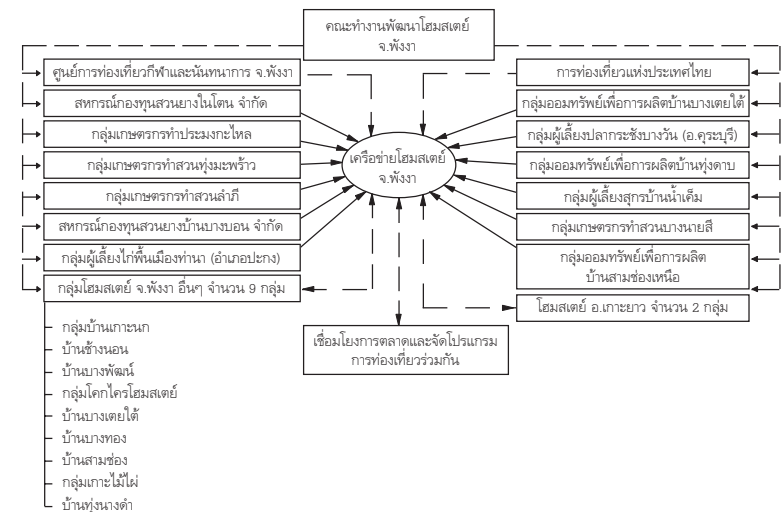 คณะทำงานพัฒนาโฮมสเตย์
จ.พังงา
ศูนย์การท่องเที่ยวกีฬาและนันทนาการ จ.พังงา
สหกรณ์กองทุนสวนยางในโตน จำกัด
กลุ่มเกษตรกรทำประมงกะไหล
กลุ่มเกษตรกรทำสวนทุ่งมะพร้าว
กลุ่มเกษตรกรทำสวนลำภี
สหกรณ์กองทุนสวนยางบ้านบางบอน จำกัด
กลุ่มผู้เลี้ยงไก่พื้นเมืองท่านา (อำเภอปะกง)
กลุ่มโฮมสเตย์ จ.พังงา อื่นๆ จำนวน 9 กลุ่ม
เครือข่ายโฮมสเตย์
จ.พังงา
การท่องเที่ยวแห่งประเทศไทย
กลุ่มออมทรัพย์เพื่อการผลิตบ้านบางเตยใต้
กลุ่มผู้เลี้ยงปลากระชังบางวัน (อ.คุระบุรี)
กลุ่มออมทรัพย์เพื่อการผลิตบ้านทุ่งดาบ
กลุ่มผู้เลี้ยงสุกรบ้านน้ำเค็ม
กลุ่มเกษตรกรทำสวนบางนายสี
กลุ่มออมทรัพย์เพื่อการผลิต
บ้านสามช่องเหนือ
โฮมสเตย์ อ.เกาะยาว จำนวน 2 กลุ่ม
เชื่อมโยงการตลาดและจัดโปรแกรม
การท่องเที่ยวร่วมกัน
กลุ่มบ้านเกาะนก
บ้านช้างนอน
บ้านบางพัฒน์
กลุ่มโคกไครโฮมสเตย์
บ้านบางเตยใต้
บ้านบางทอง
บ้านสามช่อง
กลุ่มเกาะไม้ไผ่
บ้านทุ่งนางดำ